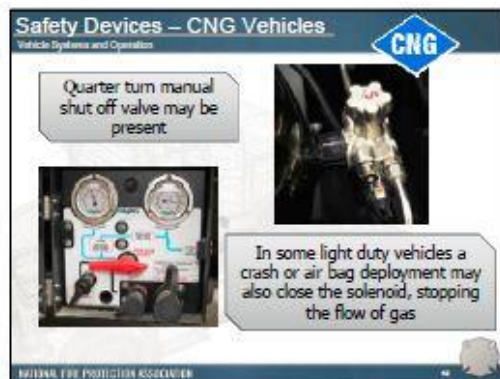 Safety Devices – CNG Vehicles
Vehicle Systems and Operation
CNG
Quarter turn manual
shut off valve may be
present
In some light duty vehicles a
crash or air bag deployment may
also close the solenoid, stopping
the flow of gas
NATIONAL FIRE PROTECTION ASSOCIATION